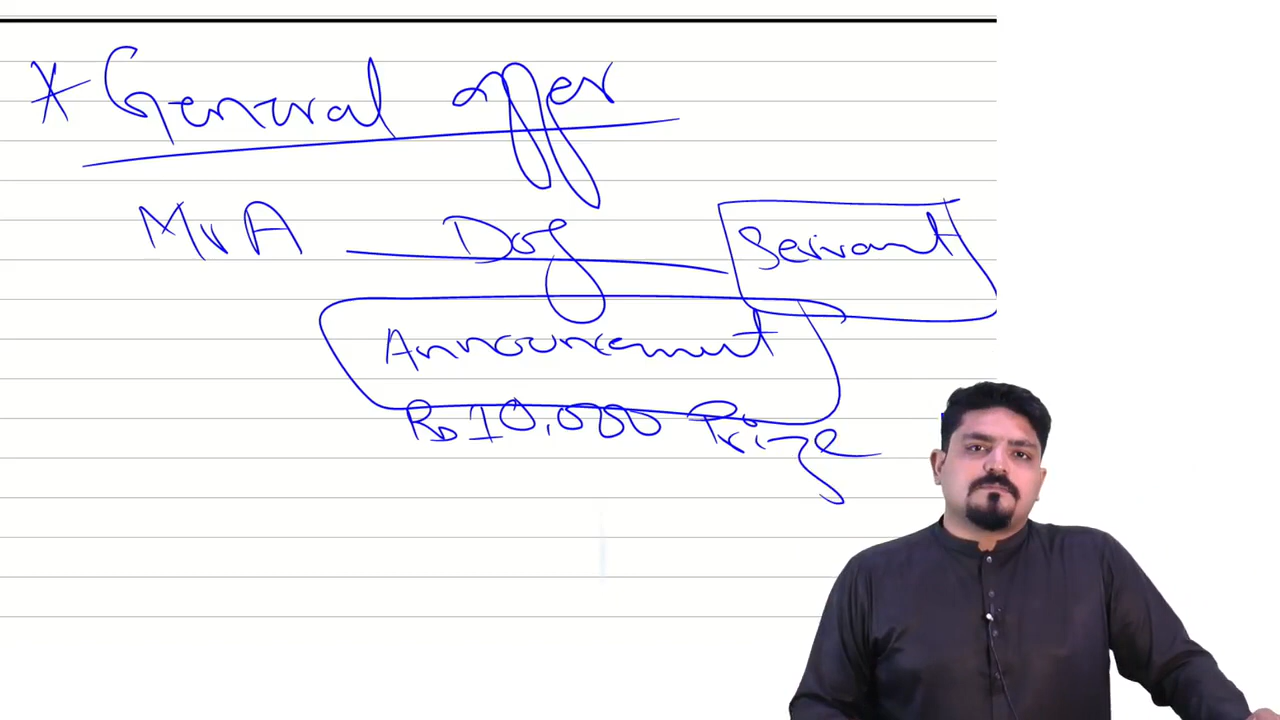 * General offer
Mr A Dog Servant
Announcement
Rs 10,000 Prize